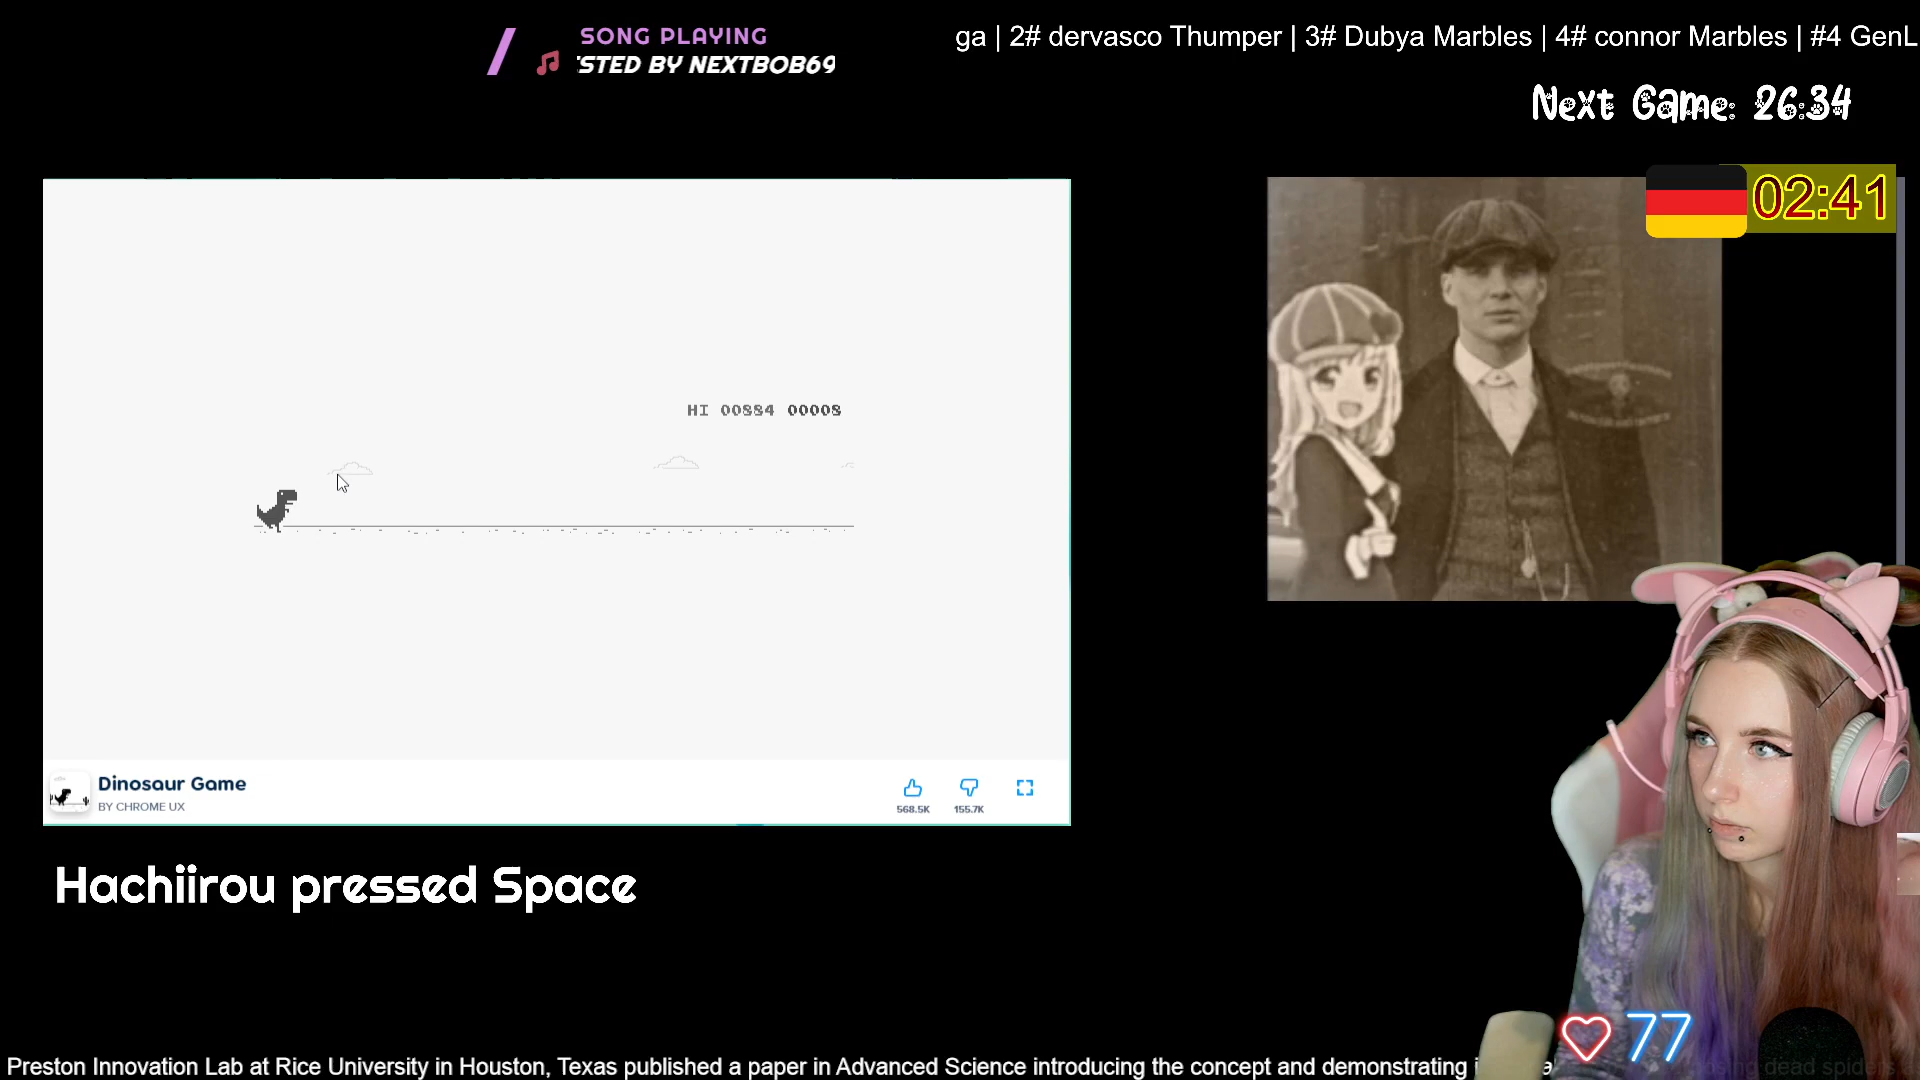 SONG PLAYING
STED BY NEXTBOB69
ga | 2# dervasco Thumper | 3# Dubya Marbles | 4# connor Marbles | #4 GenL
Next Game: 26:34
02:41
HI 00884 00008
Dinosaur Game
BY CHROME UX
568.5K
155.7K
Hachiirou pressed Space
77
Preston Innovation Lab at Rice University in Houston, Texas published a paper in Advanced Science introducing the concept and demonstrating
dead